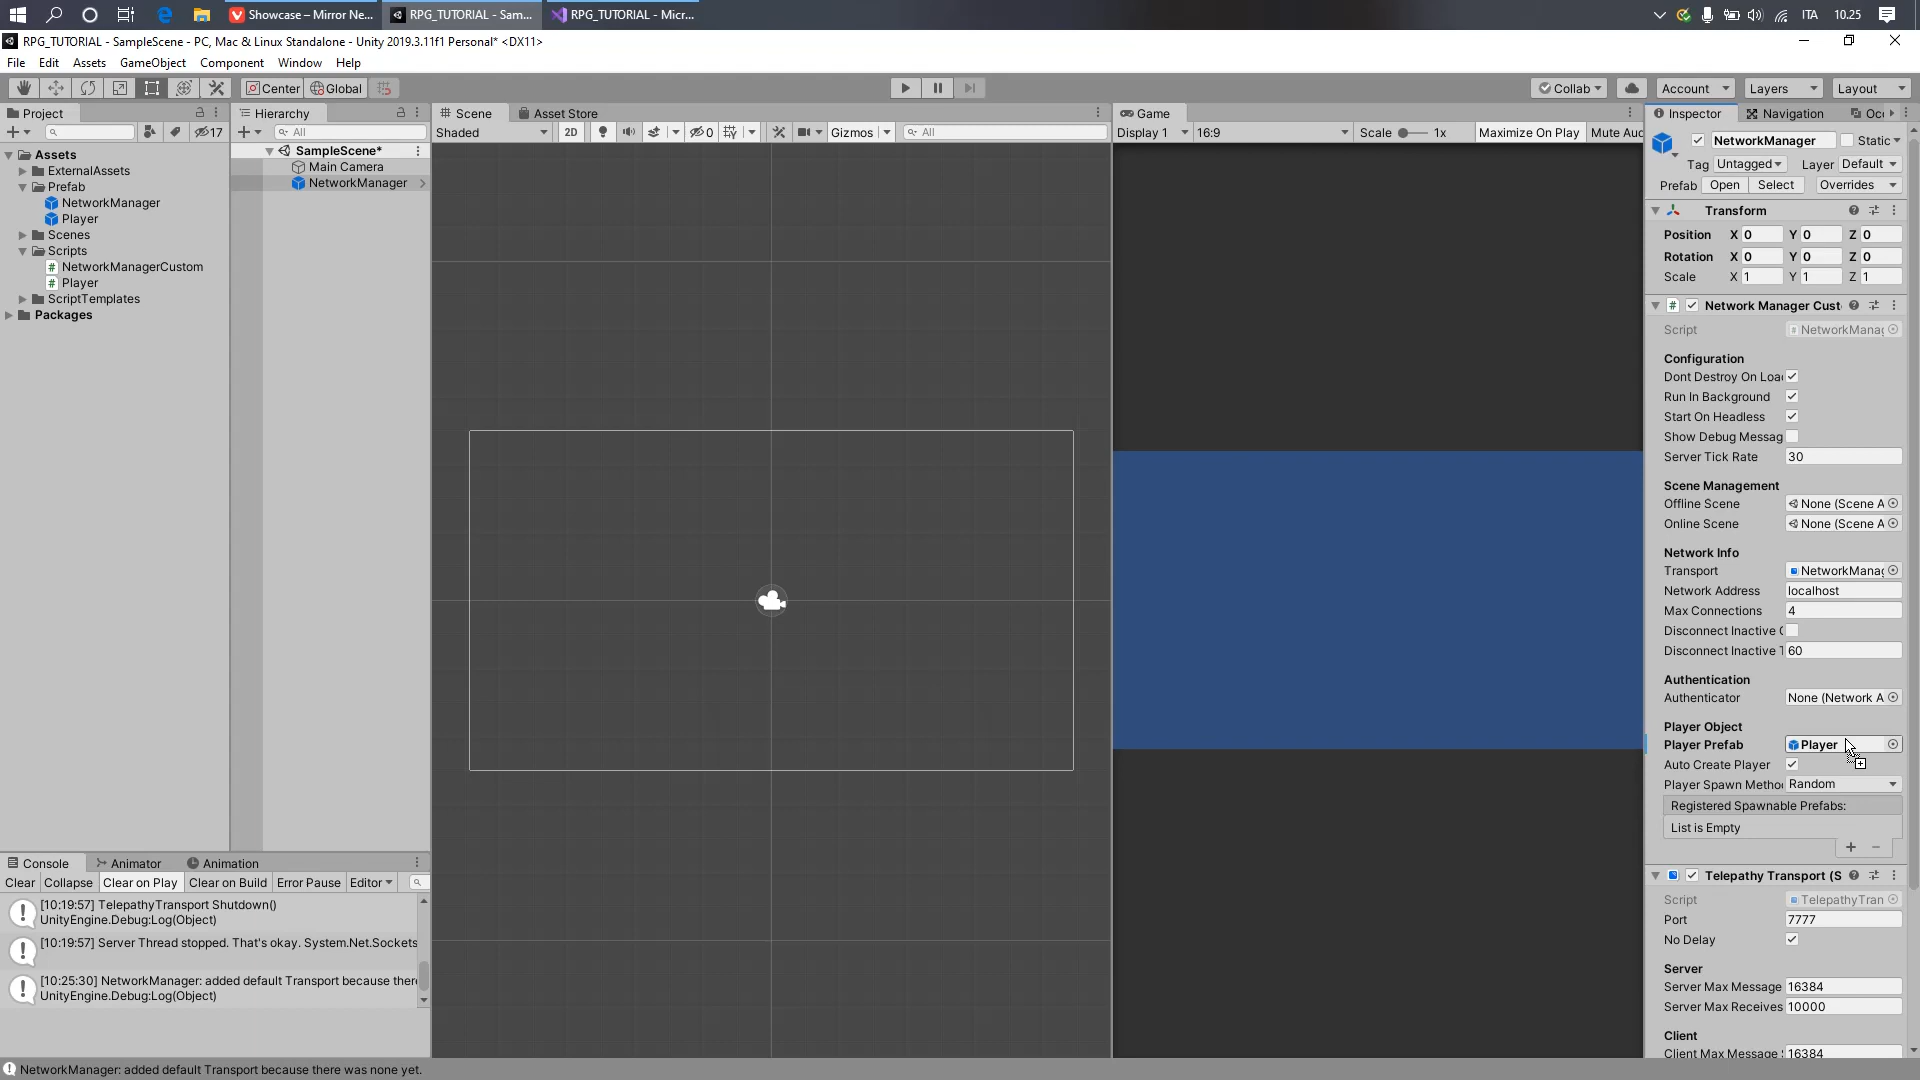 Showcase – Mirror Ne...
RPG_TUTORIAL - Sam...
RPG_TUTORIAL - Micr...
ITA
10.25
RPG_TUTORIAL - SampleScene - PC, Mac & Linux Standalone - Unity 2019.3.11f1 Personal* <DX11>
File Edit Assets GameObject Component Window Help
Center Global
Collab
Account
Layers
Layout
Project
17
Assets
ExternalAssets
Prefab
NetworkManager
Player
Scenes
Scripts
NetworkManagerCustom
Player
ScriptTemplates
Packages
Hierarchy
All
SampleScene*
Main Camera
NetworkManager
Scene
Asset Store
Shaded 2D 0 Gizmos All
Game
Display 1 16:9 Scale 1x Maximize On Play Mute Aud
Inspector
Navigation
Oc
NetworkManager Static
Tag Untagged Layer Default
Prefab Open Select Overrides
Transform
Position X 0 Y 0 Z 0
Rotation X 0 Y 0 Z 0
Scale X 1 Y 1 Z 1
# Network Manager Cust
Script # NetworkManag
Configuration
Dont Destroy On Loa
Run In Background
Start On Headless
Show Debug Messag
Server Tick Rate 30
Scene Management
Offline Scene None (Scene A
Online Scene None (Scene A
Network Info
Transport NetworkManag
Network Address localhost
Max Connections 4
Disconnect Inactive C
Disconnect Inactive T 60
Authentication
Authenticator None (Network A
Player Object
Player Prefab Player
Auto Create Player
Player Spawn Metho Random
Registered Spawnable Prefabs:
List is Empty
+ −
Telepathy Transport (S
Script TelepathyTran
Port 7777
No Delay
Server
Server Max Message 16384
Server Max Receives 10000
Client
Client Max Message 16384
Console
Animator
Animation
Clear Collapse Clear on Play Clear on Build Error Pause Editor
[10:19:57] TelepathyTransport Shutdown()
UnityEngine.Debug:Log(Object)
[10:19:57] Server Thread stopped. That's okay. System.Net.Sockets
[10:25:30] NetworkManager: added default Transport because there
UnityEngine.Debug:Log(Object)
NetworkManager: added default Transport because there was none yet.